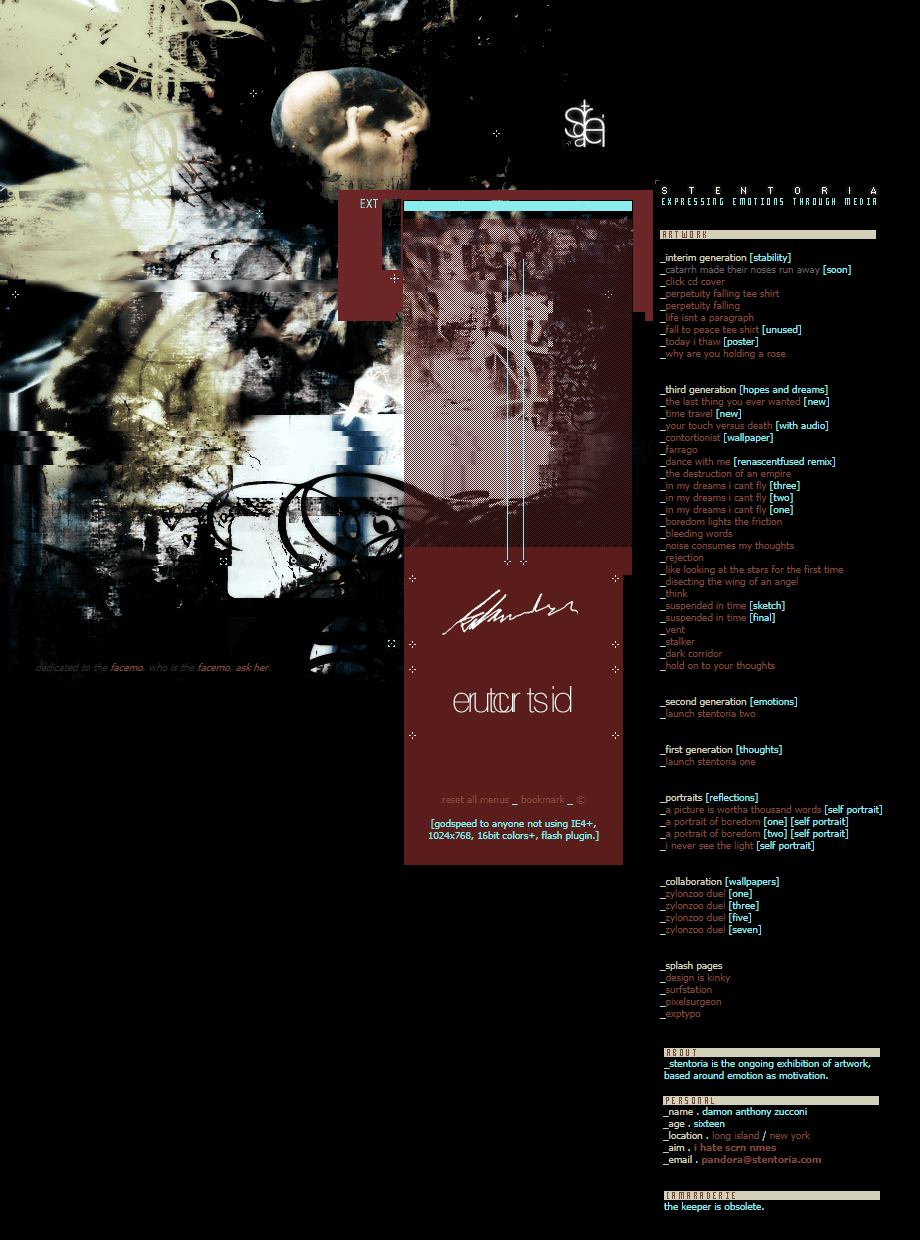 EXT
STENTORIA
EXPRESSING EMOTIONS THROUGH MEDIA
ARTWORK
_interim generation [stability]
_catarrh made their noses run away [soon]
_click cd cover
_perpetuity falling tee shirt
_perpetuity falling
_life isnt a paragraph
_fall to peace tee shirt [unused]
_today i thaw [poster]
_why are you holding a rose
_third generation [hopes and dreams]
_the last thing you ever wanted [new]
_time travel [new]
_your touch versus death [with audio]
_contortionist [wallpaper]
_farrago
_dance with me [renascentfused remix]
_the destruction of an empire
_in my dreams i cant fly [three]
_in my dreams i cant fly [two]
_in my dreams i cant fly [one]
_boredom lights the friction
_bleeding words
_noise consumes my thoughts
_rejection
_like looking at the stars for the first time
_disecting the wing of an angel
_think
_suspended in time [sketch]
_suspended in time [final]
_vent
_stalker
_dark corridor
_hold on to your thoughts
_second generation [emotions]
_launch stentoria two
_first generation [thoughts]
_launch stentoria one
_portraits [reflections]
_a picture is wortha thousand words [self portrait]
_a portrait of boredom [one] [self portrait]
_a portrait of boredom [two] [self portrait]
_i never see the light [self portrait]
_collaboration [wallpapers]
_zylonzoo duel [one]
_zylonzoo duel [three]
_zylonzoo duel [five]
_zylonzoo duel [seven]
_splash pages
_design is kinky
_surfstation
_pixelsurgeon
_exptypo
ABOUT
_stentoria is the ongoing exhibition of artwork,
based around emotion as motivation.
PERSONAL
_name . damon anthony zucconi
_age . sixteen
_location . long island / new york
_aim . i hate scrn nmes
_email . pandora@stentoria.com
CAMARADERIE
the keeper is obsolete.
dedicated to the facemo. who is the facemo. ask her.
erutcurtsid
reset all menus _ bookmark _ ©
[godspeed to anyone not using IE4+,
1024x768, 16bit colors+, flash plugin.]